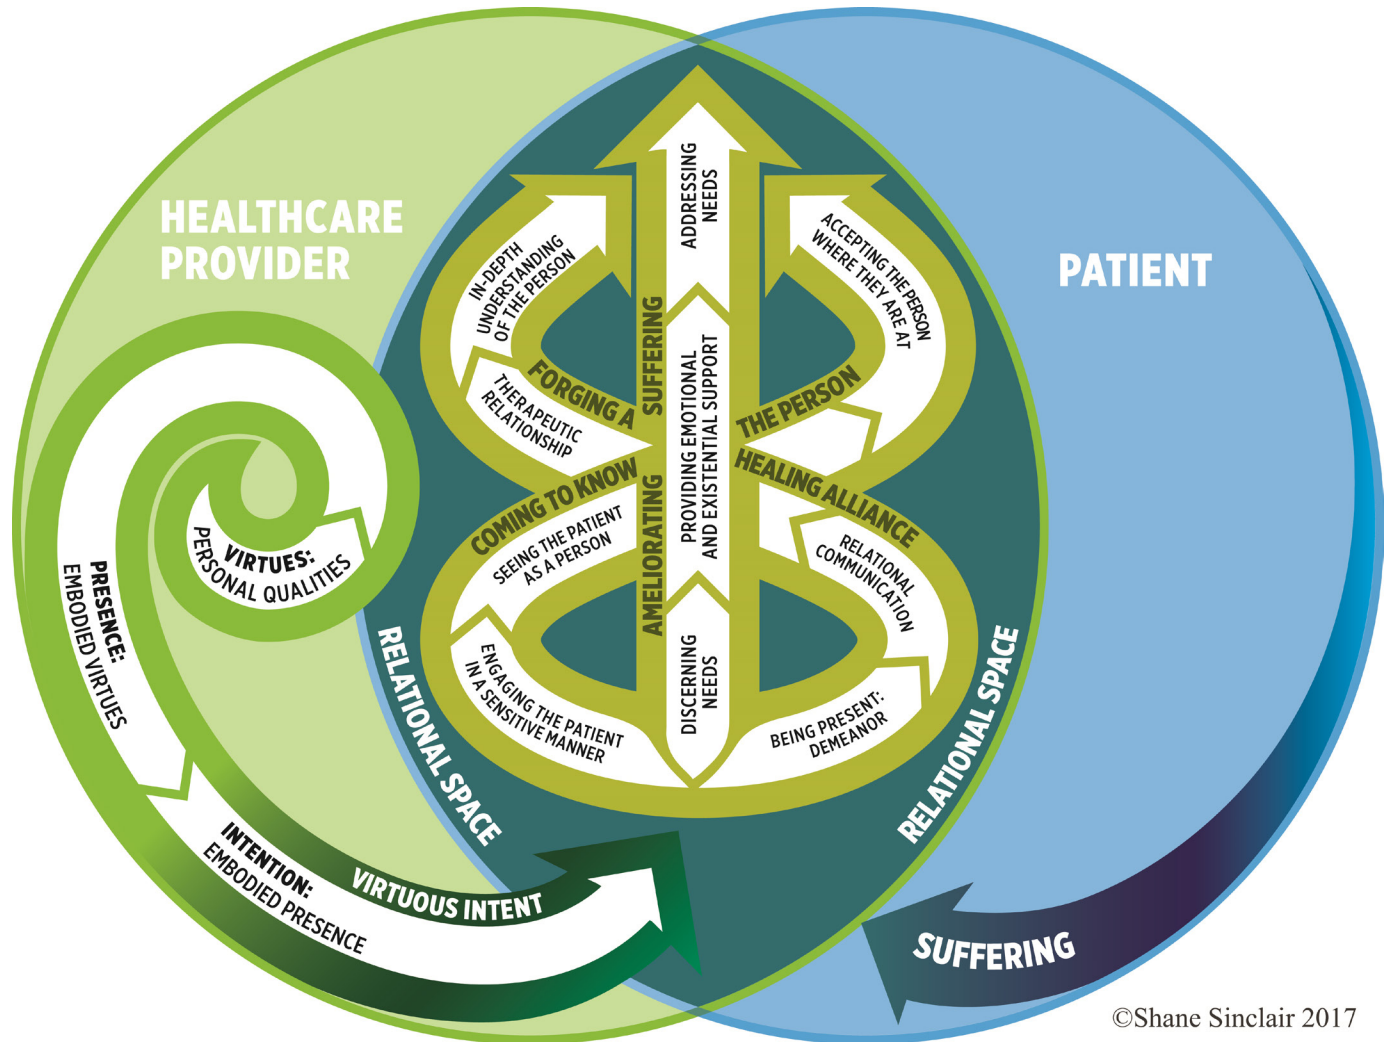 HEALTHCARE
PROVIDER
PATIENT
VIRTUES:
PERSONAL QUALITIES
PRESENCE:
EMBODIED VIRTUES
INTENTION:
EMBODIED PRESENCE
VIRTUOUS INTENT
RELATIONAL SPACE
COMING TO KNOW
THE PERSON
ENGAGING THE PATIENT
IN A SENSITIVE MANNER
SEEING THE PATIENT
AS A PERSON
ACCEPTING THE PERSON
WHERE THEY ARE AT
FORGING A
HEALING ALLIANCE
BEING PRESENT:
DEMEANOR
RELATIONAL
COMMUNICATION
THERAPEUTIC
RELATIONSHIP
IN-DEPTH
UNDERSTANDING
OF THE PERSON
AMELIORATING
SUFFERING
DISCERNING
NEEDS
PROVIDING EMOTIONAL
AND EXISTENTIAL SUPPORT
ADDRESSING
NEEDS
RELATIONAL SPACE
SUFFERING
©Shane Sinclair 2017